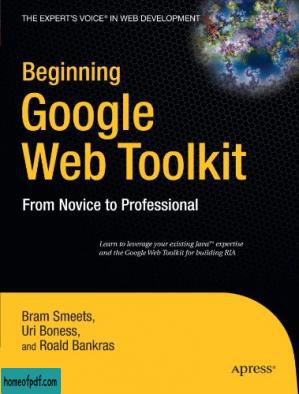 THE EXPERT'S VOICE® IN WEB DEVELOPMENT
Beginning
Google
Web Toolkit
From Novice to Professional
Learn to leverage your existing Java™ expertise
and the Google Web Toolkit for building RIA
Bram Smeets,
Uri Boness,
and Roald Bankras
Apress®
homeofpdf.com